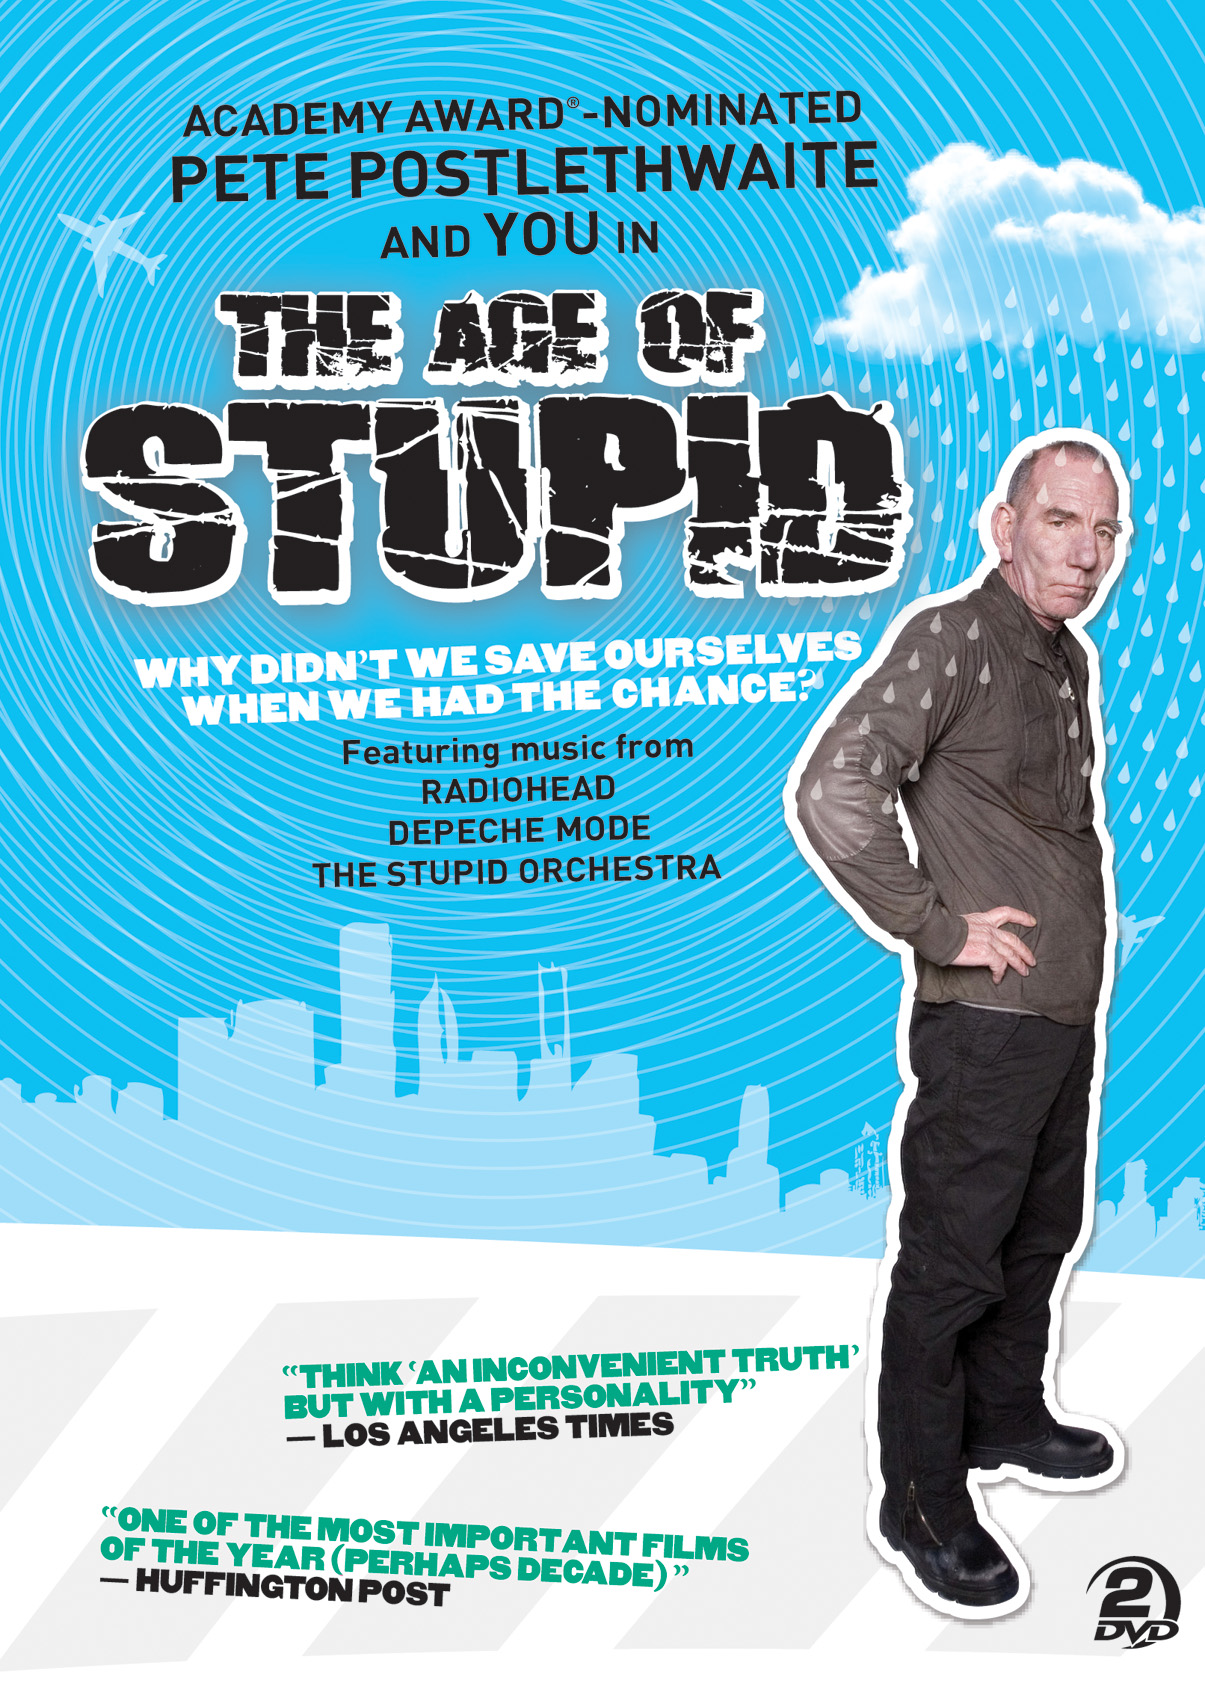 ACADEMY AWARD®-NOMINATED
PETE POSTLETHWAITE
AND YOU IN
THE AGE OF
STUPID
WHY DIDN'T WE SAVE OURSELVES
WHEN WE HAD THE CHANCE?
Featuring music from
RADIOHEAD
DEPECHE MODE
THE STUPID ORCHESTRA
“THINK ‘AN INCONVENIENT TRUTH’
BUT WITH A PERSONALITY”
— LOS ANGELES TIMES
“ONE OF THE MOST IMPORTANT FILMS
OF THE YEAR (PERHAPS DECADE)”
— HUFFINGTON POST
2
DVD